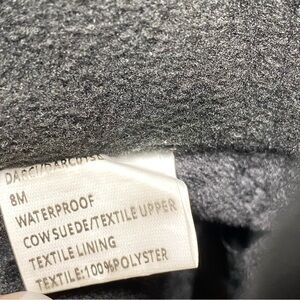 8M
WATERPROOF
COW SUEDE/TEXTILE UPPER
TEXTILE LINING
TEXTILE:100%POLYSTER